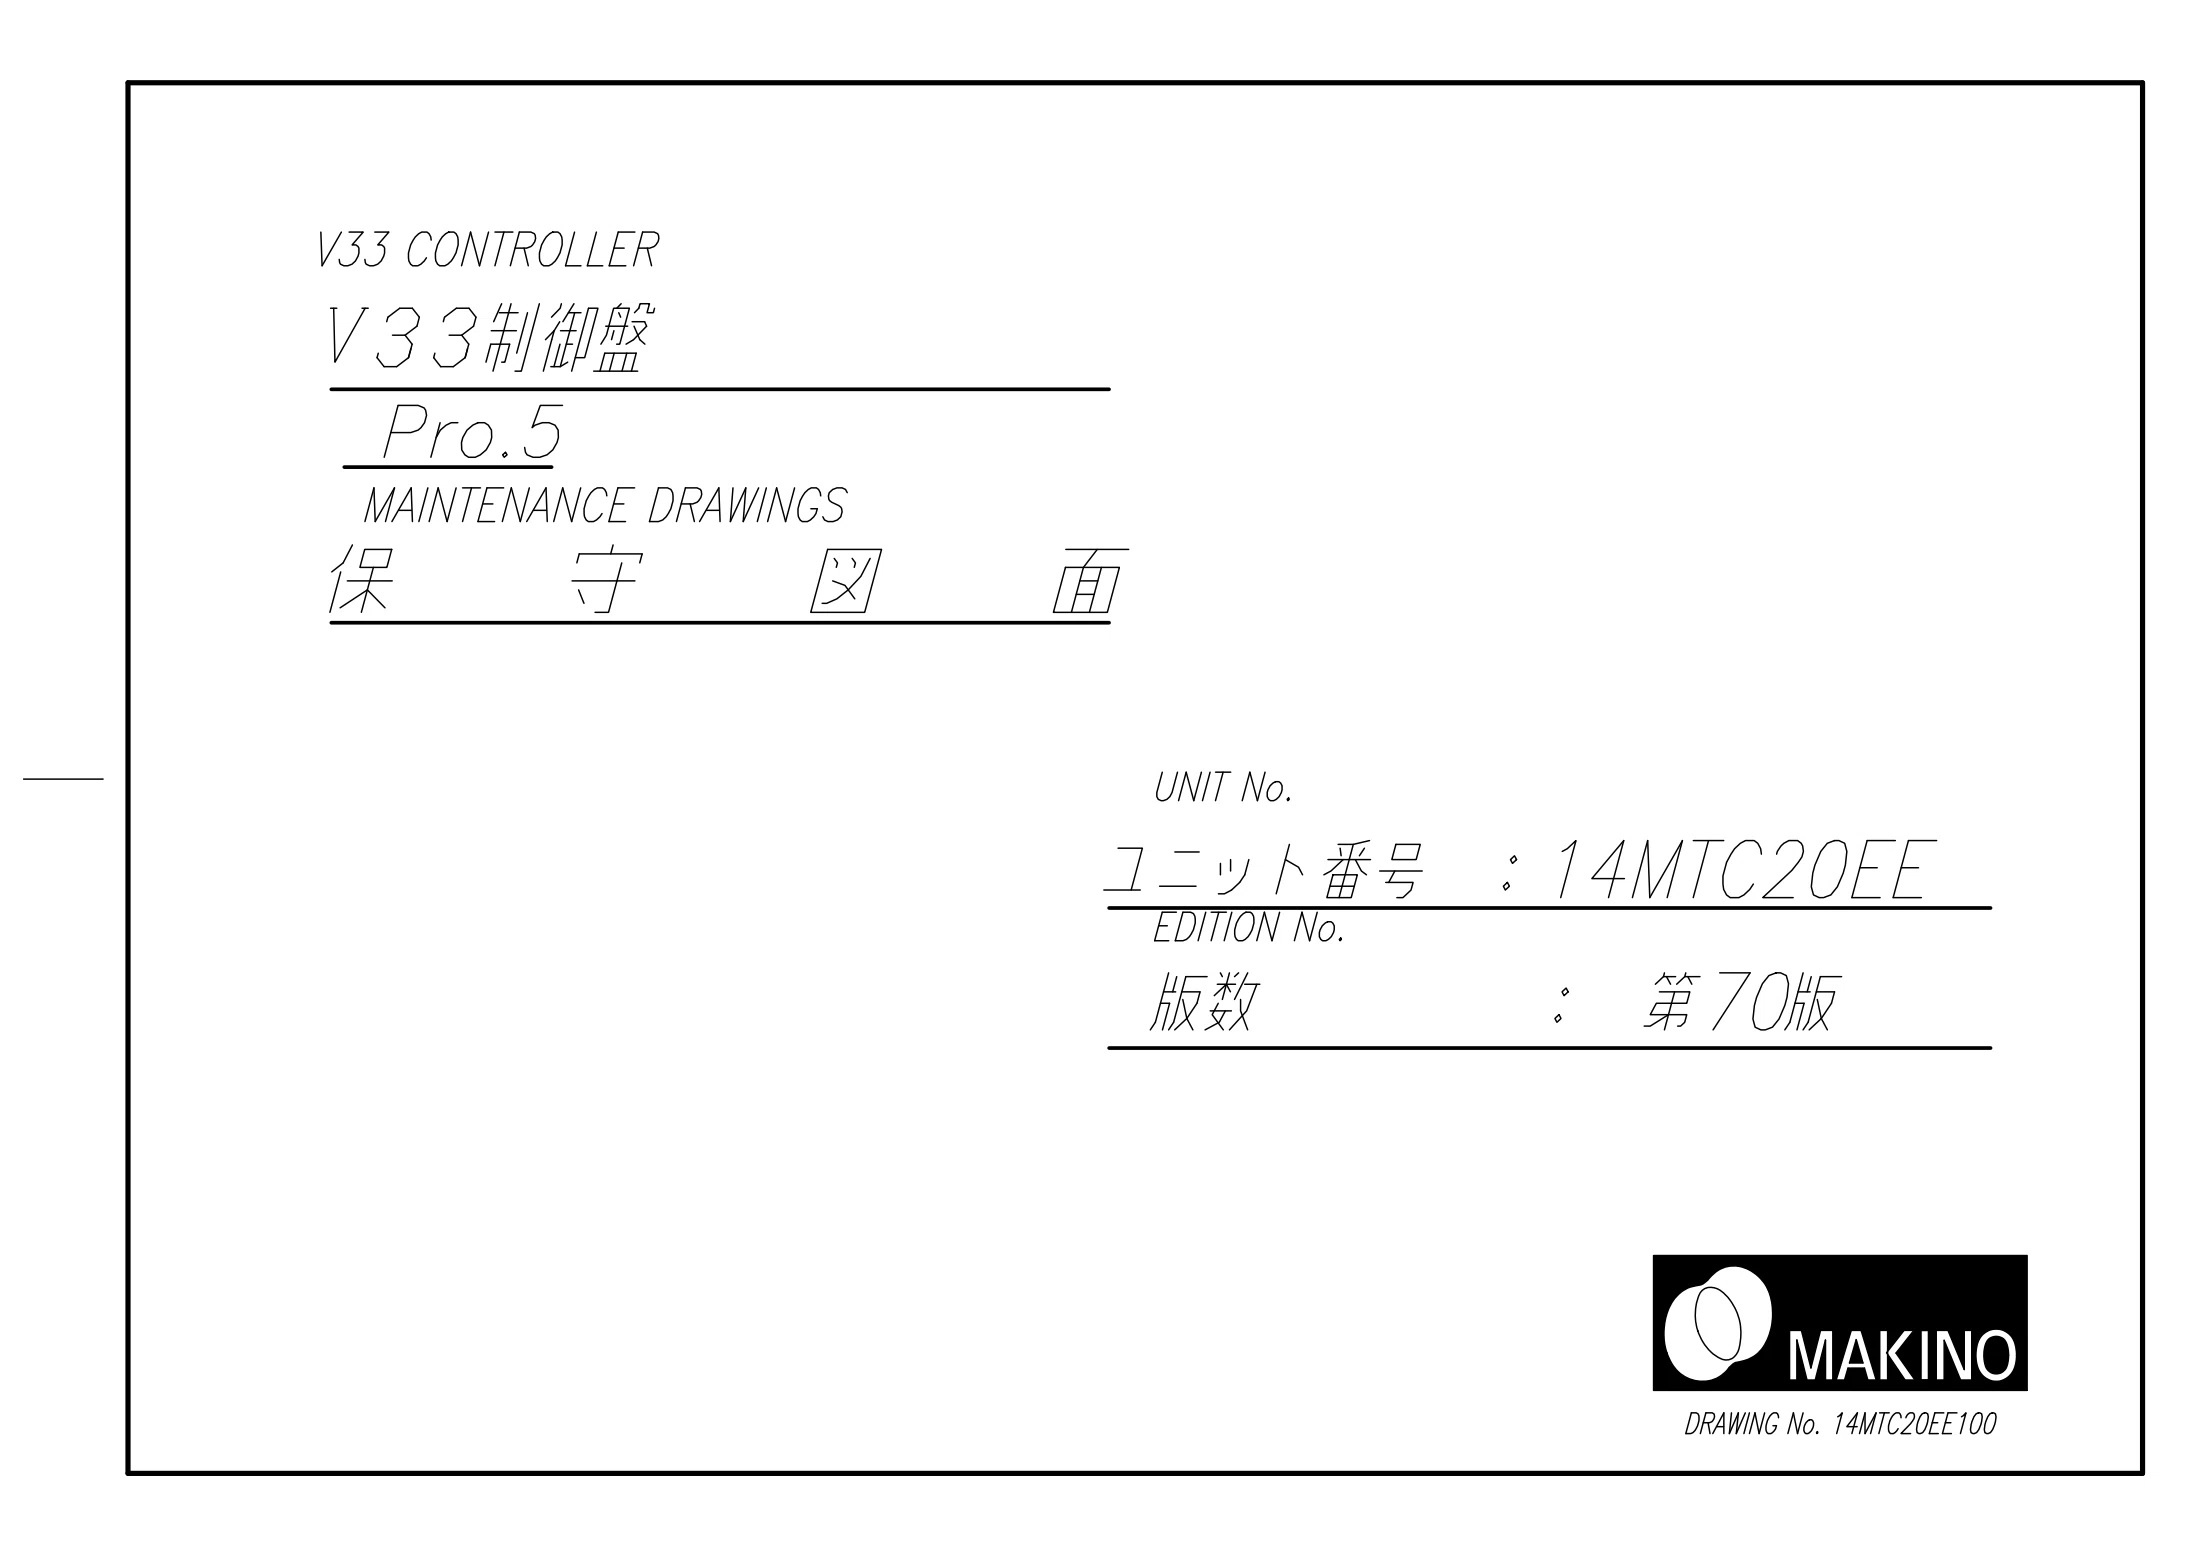 V33 CONTROLLER
V33制御盤
Pro.5
MAINTENANCE DRAWINGS
保 守 図 面
UNIT No.
ユニット番号 : 14MTC20EE
EDITION No.
版数 : 第70版
MAKINO
DRAWING No. 14MTC20EE100